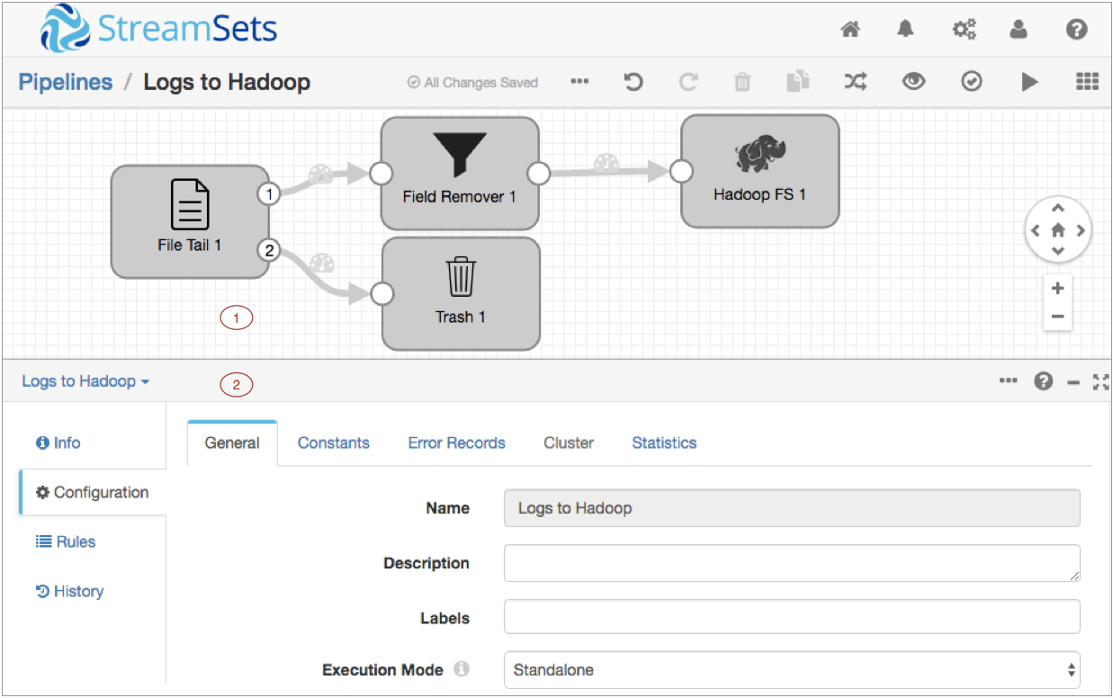 StreamSets
Pipelines / Logs to Hadoop All Changes Saved
Field Remover 1
Hadoop FS 1
1
File Tail 1
2
Trash 1
1
Logs to Hadoop 2
Info
General Constants Error Records Cluster Statistics
Configuration
Name Logs to Hadoop
Rules
Description
History
Labels
Execution Mode Standalone